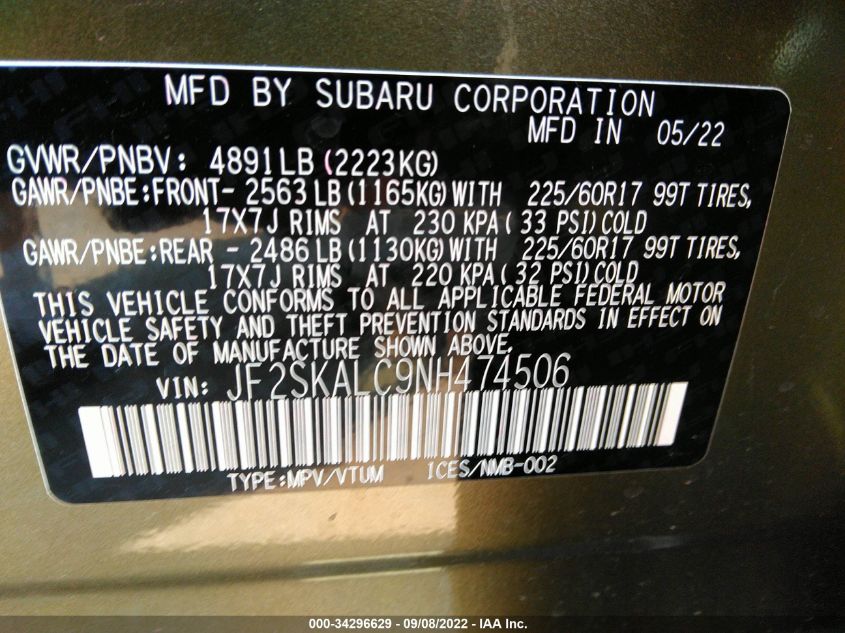 MFD BY SUBARU CORPORATION
MFD IN 05/22
GVWR/PNBV: 4891LB (2223KG)
GAWR/PNBE:FRONT- 2563 LB (1165KG) WITH 225/60R17 99T TIRES,
17X7J RIMS AT 230 KPA ( 33 PSI) COLD
GAWR/PNBE:REAR - 2486 LB (1130KG) WITH 225/60R17 99T TIRES,
17X7J RIMS AT 220 KPA ( 32 PSI) COLD
THIS VEHICLE CONFORMS TO ALL APPLICABLE FEDERAL MOTOR
VEHICLE SAFETY AND THEFT PREVENTION STANDARDS IN EFFECT ON
THE DATE OF MANUFACTURE SHOWN ABOVE.
VIN: JF2SKALC9NH474506
TYPE:MPV/VTUM ICES/NMB-002
000-34296629 - 09/08/2022 - IAA Inc.